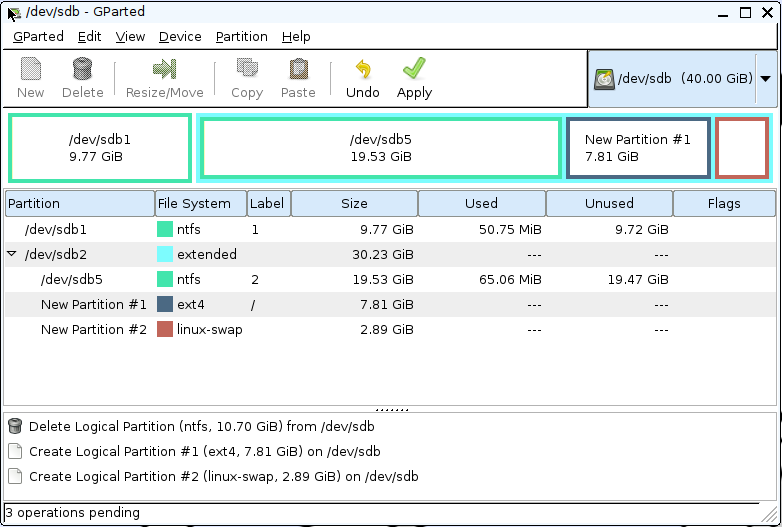 /dev/sdb - GParted
GParted Edit View Device Partition Help
New Delete Resize/Move Copy Paste Undo Apply /dev/sdb (40.00 GiB)
/dev/sdb1 /dev/sdb5 New Partition #1
9.77 GiB 19.53 GiB 7.81 GiB
Partition File System Label Size Used Unused Flags
/dev/sdb1 ntfs 1 9.77 GiB 50.75 MiB 9.72 GiB
/dev/sdb2 extended 30.23 GiB --- ---
/dev/sdb5 ntfs 2 19.53 GiB 65.06 MiB 19.47 GiB
New Partition #1 ext4 / 7.81 GiB --- ---
New Partition #2 linux-swap 2.89 GiB --- ---
Delete Logical Partition (ntfs, 10.70 GiB) from /dev/sdb
Create Logical Partition #1 (ext4, 7.81 GiB) on /dev/sdb
Create Logical Partition #2 (linux-swap, 2.89 GiB) on /dev/sdb
3 operations pending